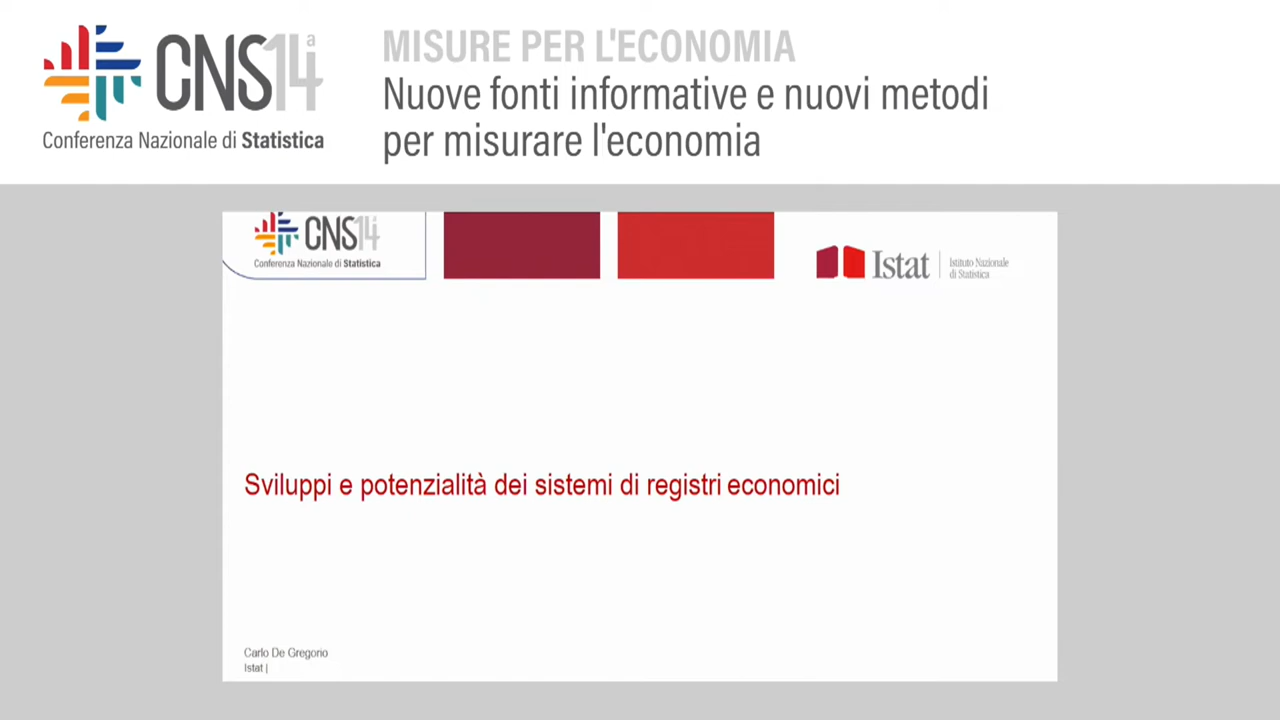 CNS14a
Conferenza Nazionale di Statistica
MISURE PER L'ECONOMIA
Nuove fonti informative e nuovi metodi
per misurare l'economia
CNS14a
Conferenza Nazionale di Statistica
Istat
Istituto Nazionale
di Statistica
Sviluppi e potenzialità dei sistemi di registri economici
Carlo De Gregorio
Istat |